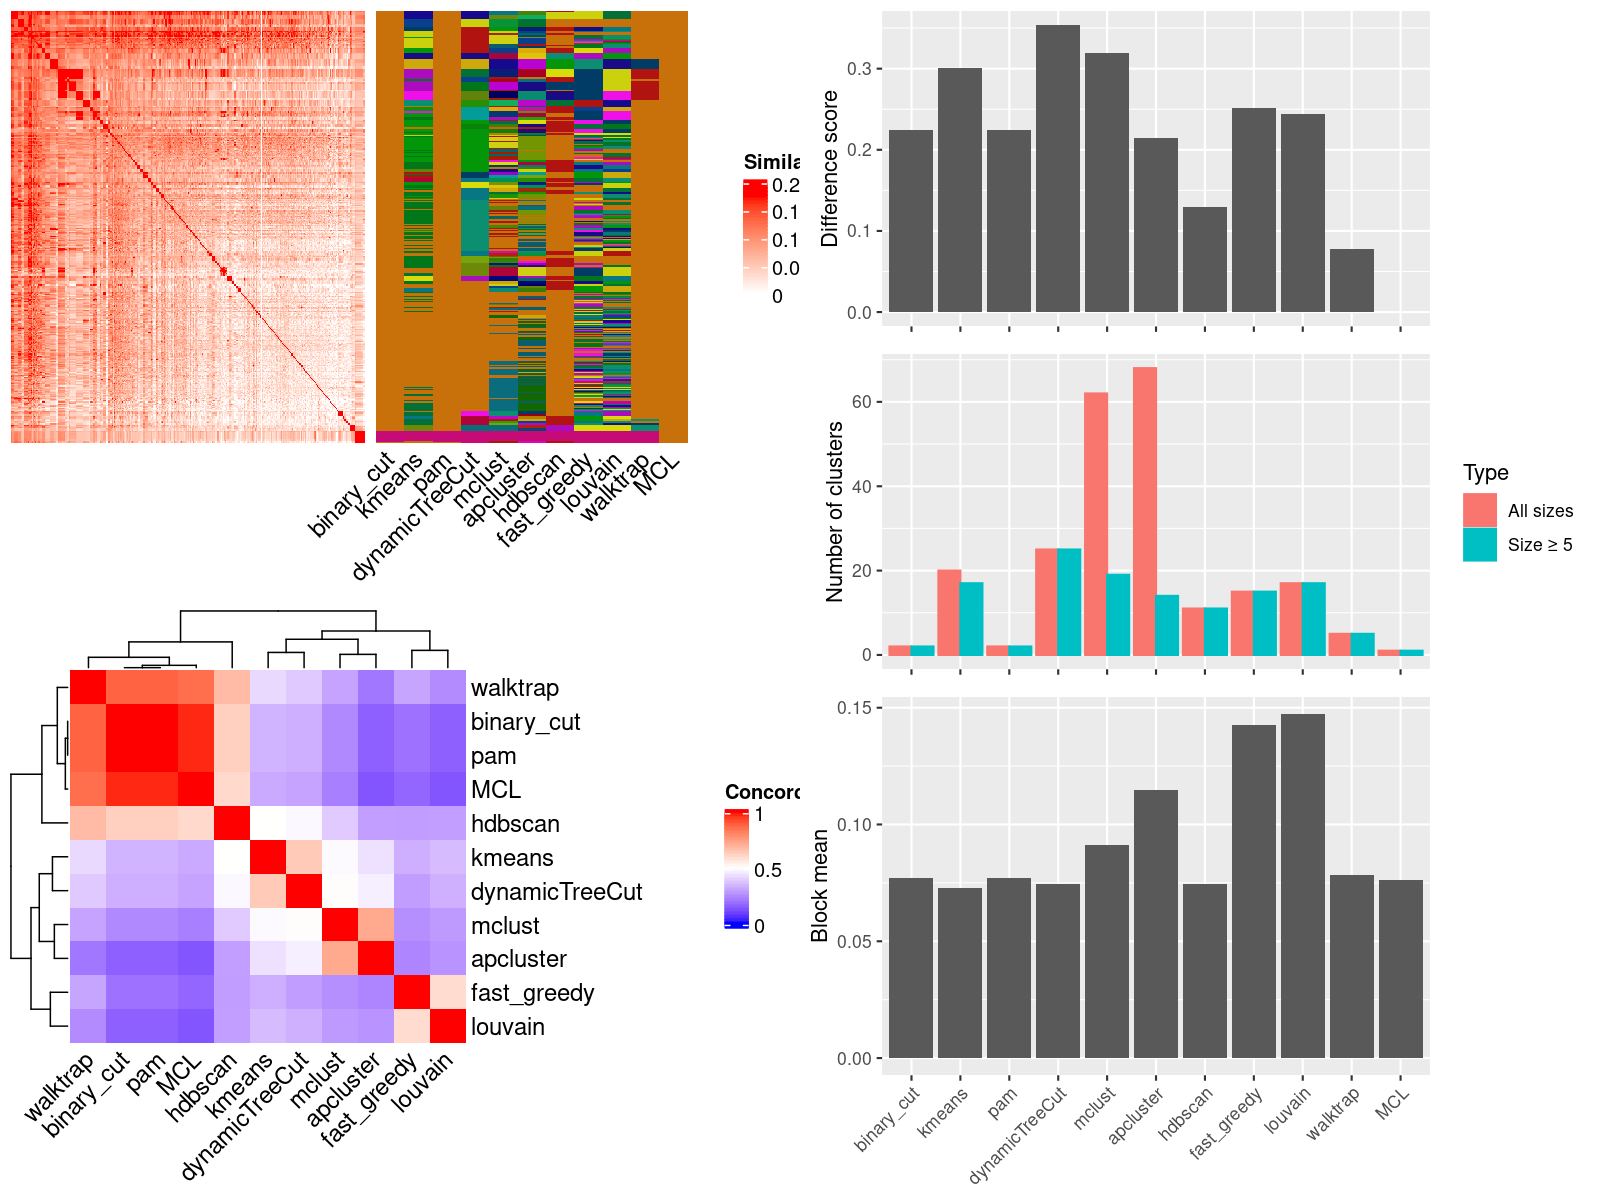 Simila
0.2
0.1
0.1
0.0
0
binary_cut
kmeans
pam
dynamicTreeCut
mclust
apcluster
hdbscan
fast_greedy
louvain
walktrap
MCL
walktrap
binary_cut
pam
MCL
hdbscan
kmeans
dynamicTreeCut
mclust
apcluster
fast_greedy
louvain
walktrap
binary_cut
pam
MCL
hdbscan
kmeans
dynamicTreeCut
mclust
apcluster
fast_greedy
louvain
Concord
1
0.5
0
Difference score
0.3
0.2
0.1
0.0
Number of clusters
60
40
20
0
Type
All sizes
Size ≥ 5
Block mean
0.15
0.10
0.05
0.00
binary_cut
kmeans
pam
dynamicTreeCut
mclust
apcluster
hdbscan
fast_greedy
louvain
walktrap
MCL